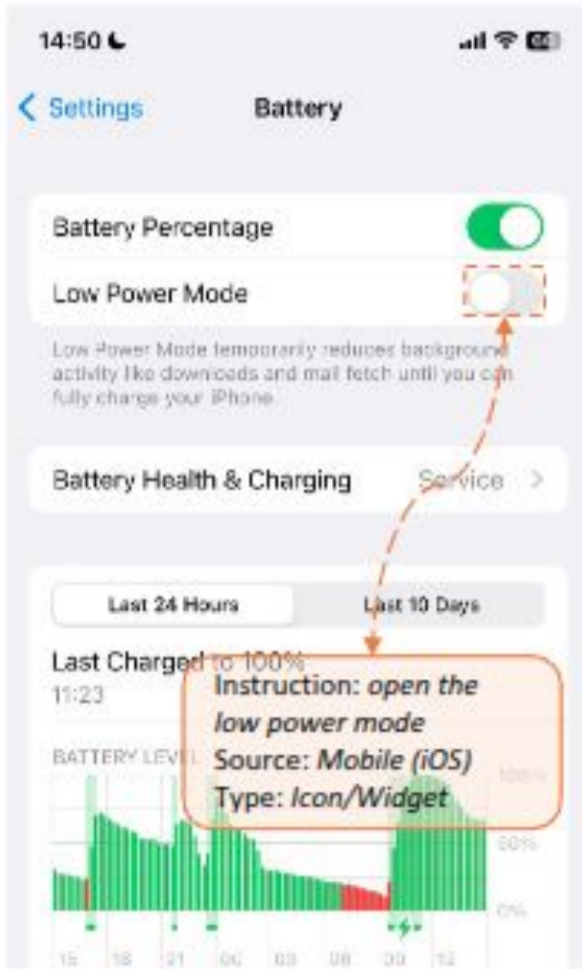 14:50
64
Settings
Battery
Battery Percentage
Low Power Mode
Low Power Mode temporarily reduces background
activity like downloads and mail fetch until you can
fully charge your iPhone.
Battery Health & Charging
Service
Last 24 Hours
Last 10 Days
Last Charged to 100%
11:23
Instruction: open the
low power mode
Source: Mobile (iOS)
Type: Icon/Widget
BATTERY LEVEL
100%
50%
0%
15 18 21 00 03 06 09 12